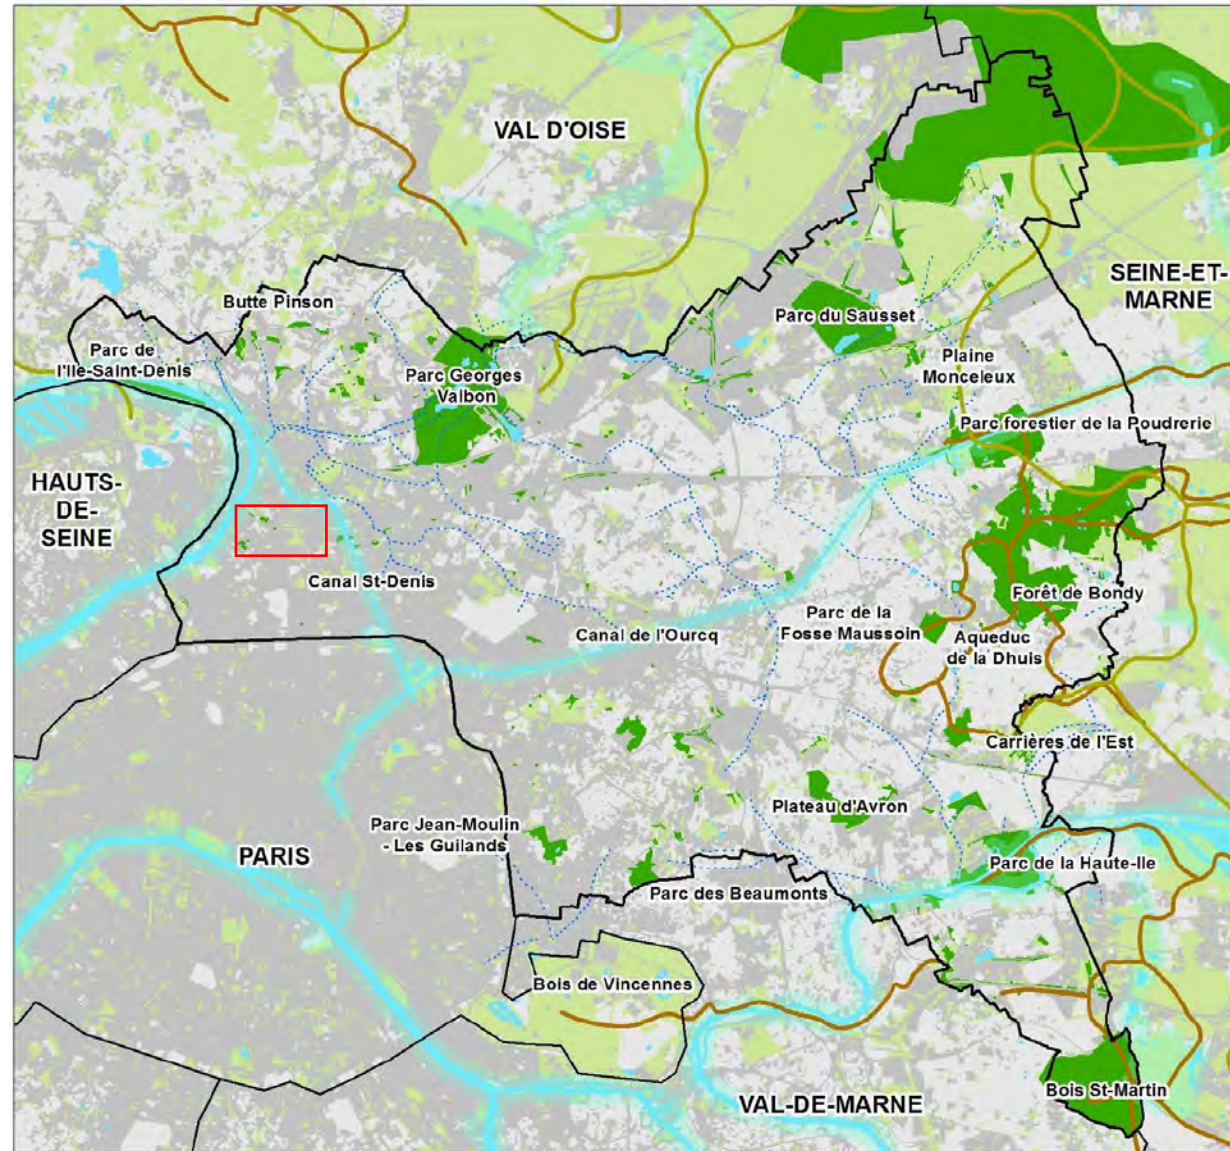 VAL D'OISE
SEINE-ET-
MARNE
Butte Pinson
Parc du Sausset
Parc de
l'Ile-Saint-Denis
Plaine
Monceleux
Parc Georges
Valbon
Parc forestier de la Poudrerie
HAUTS-
DE-
SEINE
Canal St-Denis
Forêt de Bondy
Parc de la
Fosse Maussoin
Canal de l'Ourcq
Aqueduc
de la Dhuis
Carrières de l'Est
Plateau d'Avron
Parc Jean-Moulin
- Les Guilands
PARIS
Parc de la Haute-Ile
Parc des Beaumonts
Bois de Vincennes
Bois St-Martin
VAL-DE-MARNE